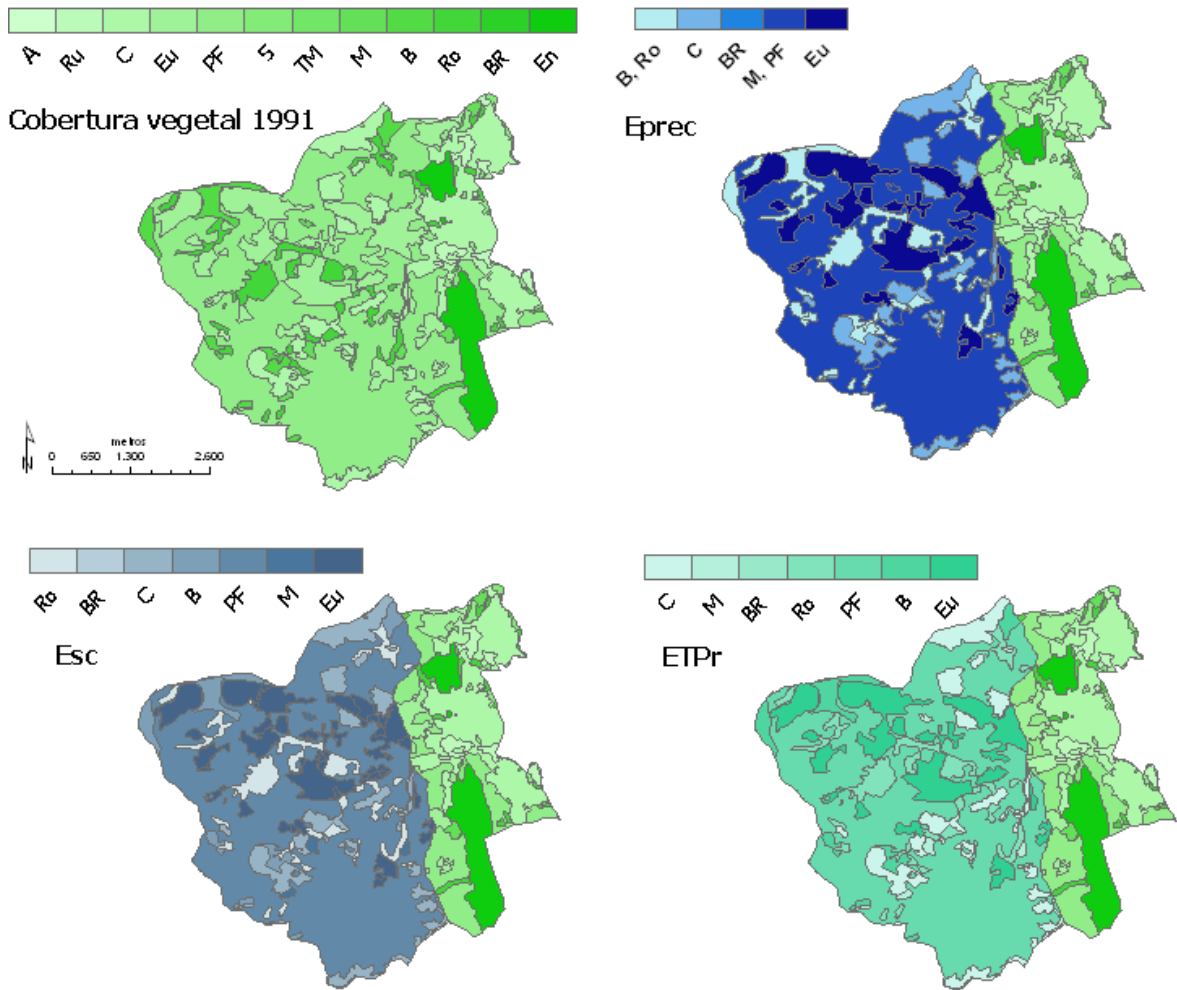 A Ru C Eu PF S TM M B Ro BR En
Cobertura vegetal 1991
B, Ro C BR M, PF Eu
Eprec
metros
0 650 1.300 2.600
N
Ro BR C B PF M Eu
Esc
C M BR Ro PF B Eu
ETPr